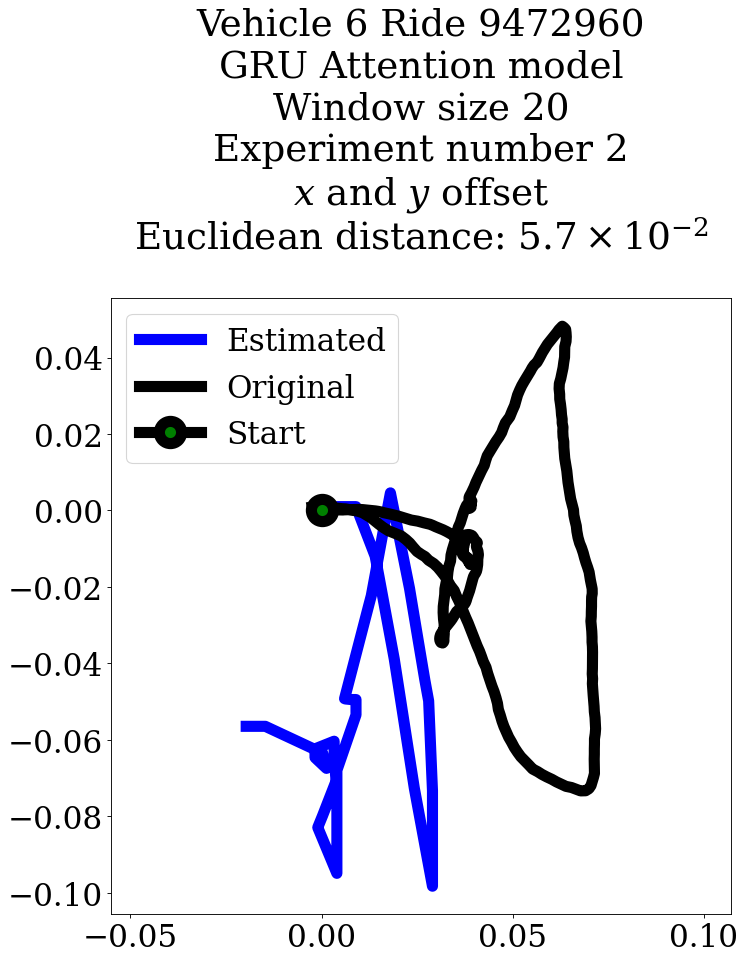 Vehicle 6 Ride 9472960
GRU Attention model
Window size 20
Experiment number 2
x and y offset
Euclidean distance: 5.7 × 10⁻²
Estimated
Original
Start
0.04
0.02
0.00
−0.02
−0.04
−0.06
−0.08
−0.10
−0.05 0.00 0.05 0.10